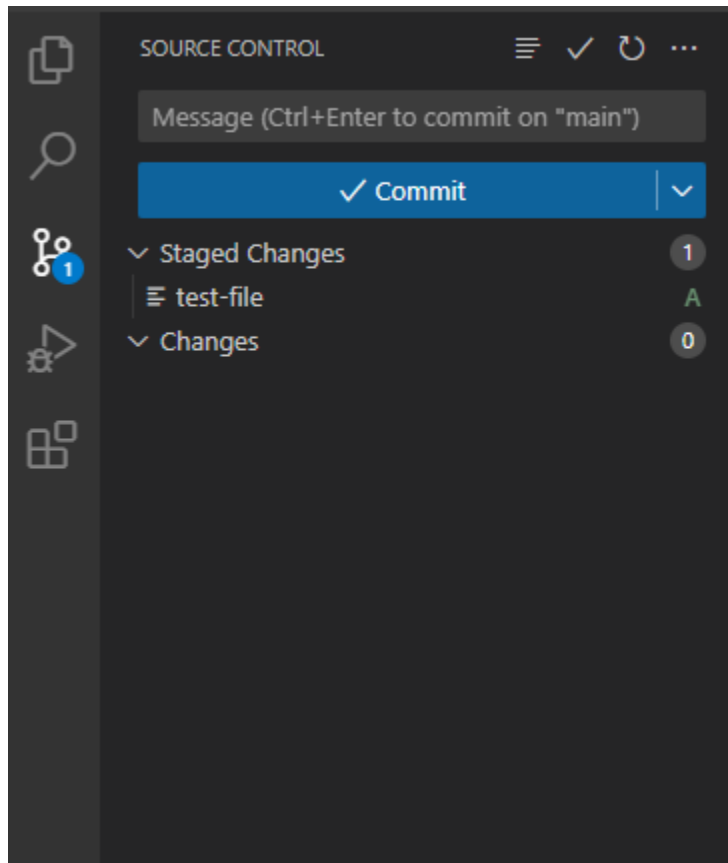 SOURCE CONTROL
Message (Ctrl+Enter to commit on "main")
Commit
1
Staged Changes 1
test-file A
Changes 0